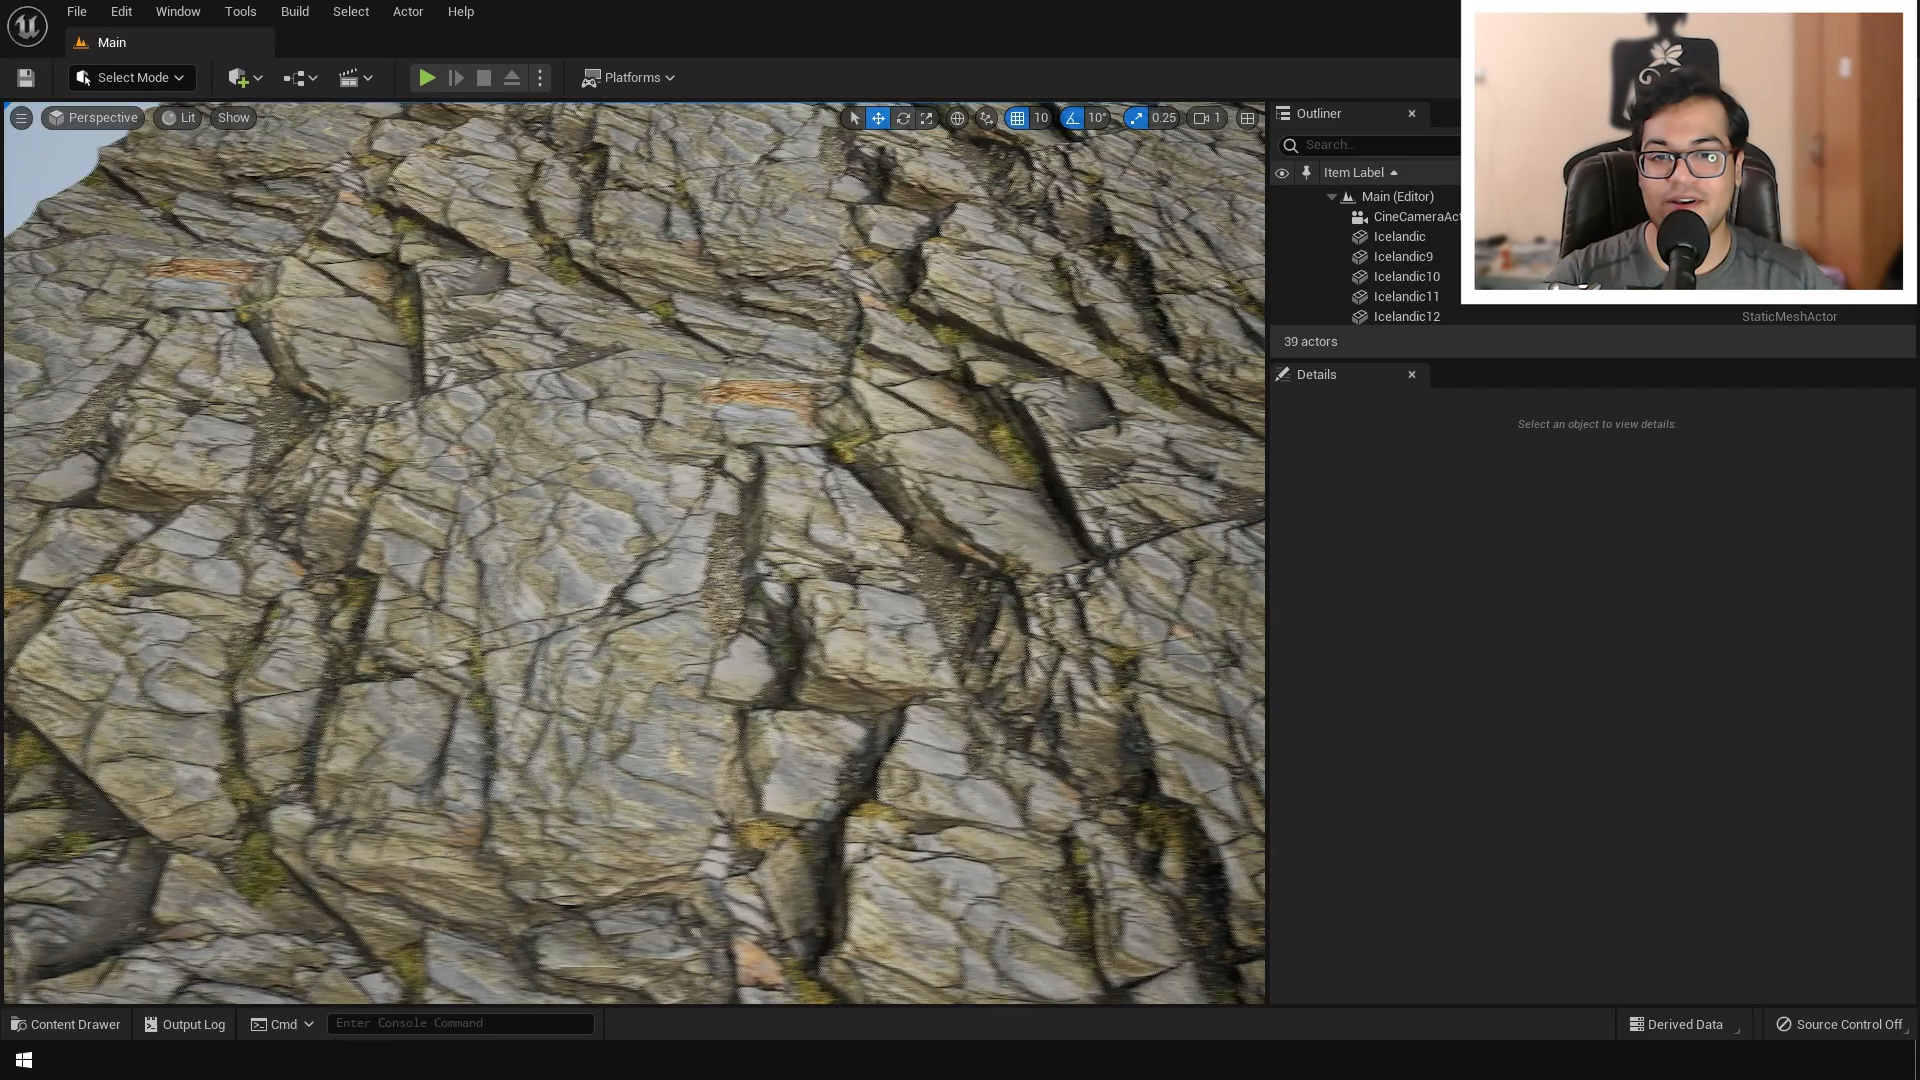 File Edit Window Tools Build Select Actor Help
Main
Select Mode
Platforms
Perspective Lit Show 10 10° 0.25 1
Outliner
Search...
Item Label
Main (Editor)
CineCameraAct
Icelandic
Icelandic9
Icelandic10
Icelandic11
Icelandic12 StaticMeshActor
39 actors
Details
Select an object to view details.
Content Drawer Output Log Cmd Enter Console Command Derived Data Source Control Off